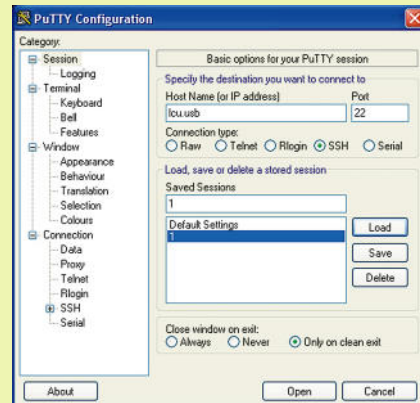 PuTTY Configuration
Category:
Session
Logging
Terminal
Keyboard
Bell
Features
Window
Appearance
Behaviour
Translation
Selection
Colours
Connection
Data
Proxy
Telnet
Rlogin
SSH
Serial
Basic options for your PuTTY session
Specify the destination you want to connect to
Host Name (or IP address) Port
lcu.usb 22
Connection type:
Raw Telnet Rlogin SSH Serial
Load, save or delete a stored session
Saved Sessions
1
Default Settings
1
Load
Save
Delete
Close window on exit:
Always Never Only on clean exit
About Open Cancel